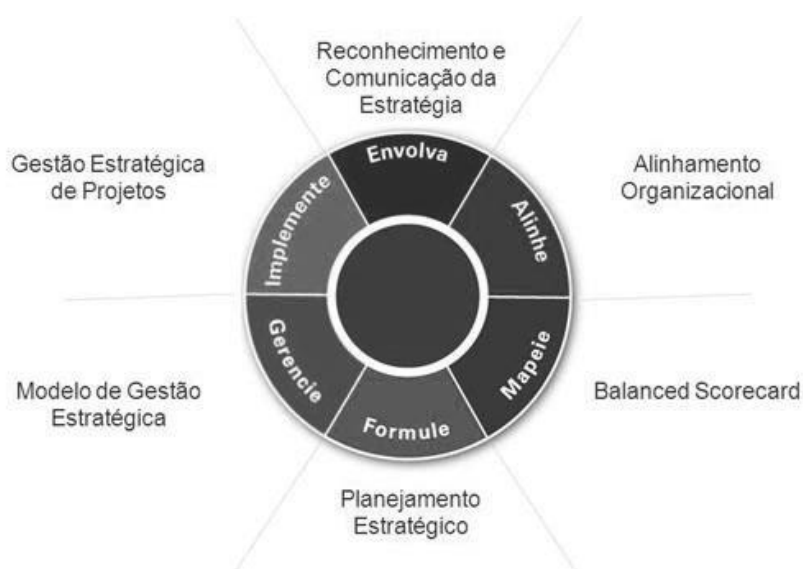 Reconhecimento e
Comunicação da
Estratégia
Envolva
Gestão Estratégica
de Projetos
Implemente
Alinhamento
Organizacional
Alinhe
Modelo de Gestão
Estratégica
Gerencie
Balanced Scorecard
Mapeie
Formule
Planejamento
Estratégico